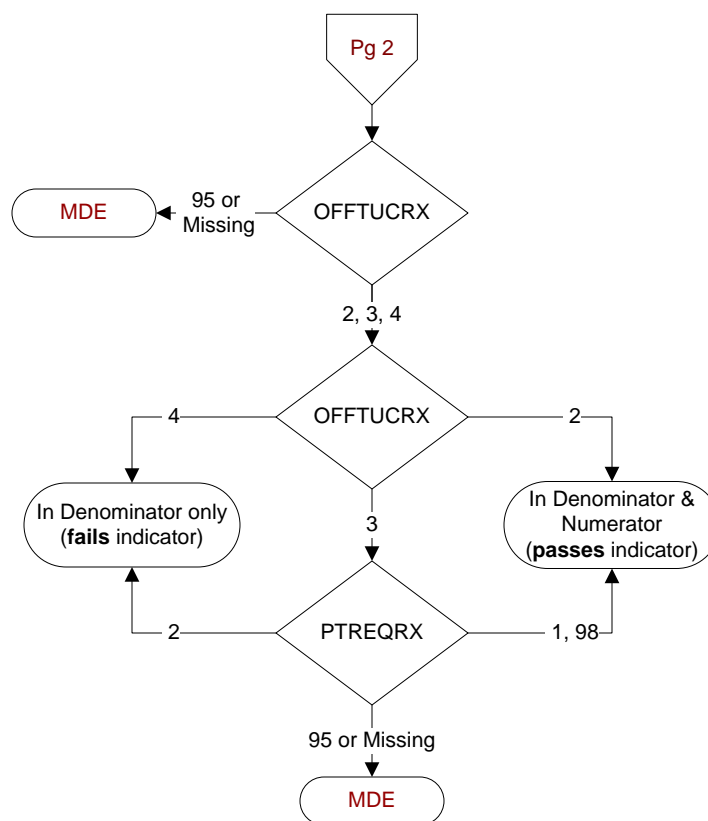 Pg 2
OFFTUCRX
95 or
Missing
MDE
2, 3, 4
OFFTUCRX
4
2
In Denominator only
(fails indicator)
In Denominator &
Numerator
(passes indicator)
3
PTREQRX
2
1, 98
95 or Missing
MDE